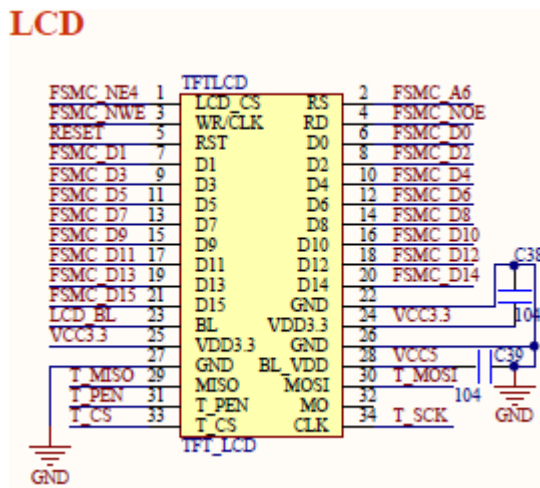 LCD
TFTLCD
FSMC_NE4 1 LCD_CS RS 2 FSMC_A6
FSMC_NWE 3 WR/CLK RD 4 FSMC_NOE
RESET 5 RST D0 6 FSMC_D0
FSMC_D1 7 D1 D2 8 FSMC_D2
FSMC_D3 9 D3 D4 10 FSMC_D4
FSMC_D5 11 D5 D6 12 FSMC_D6
FSMC_D7 13 D7 D8 14 FSMC_D8
FSMC_D9 15 D9 D10 16 FSMC_D10
FSMC_D11 17 D11 D12 18 FSMC_D12
FSMC_D13 19 D13 D14 20 FSMC_D14
FSMC_D15 21 D15 GND 22
LCD_BL 23 BL VDD3.3 24 VCC3.3
VCC3.3 25 VDD3.3 GND 26
27 GND BL_VDD 28 VCC5
T_MISO 29 MISO MOSI 30 T_MOSI
T_PEN 31 T_PEN MO 32
T_CS 33 T_CS CLK 34 T_SCK
TFT_LCD
C38
104
C39
104
GND
GND